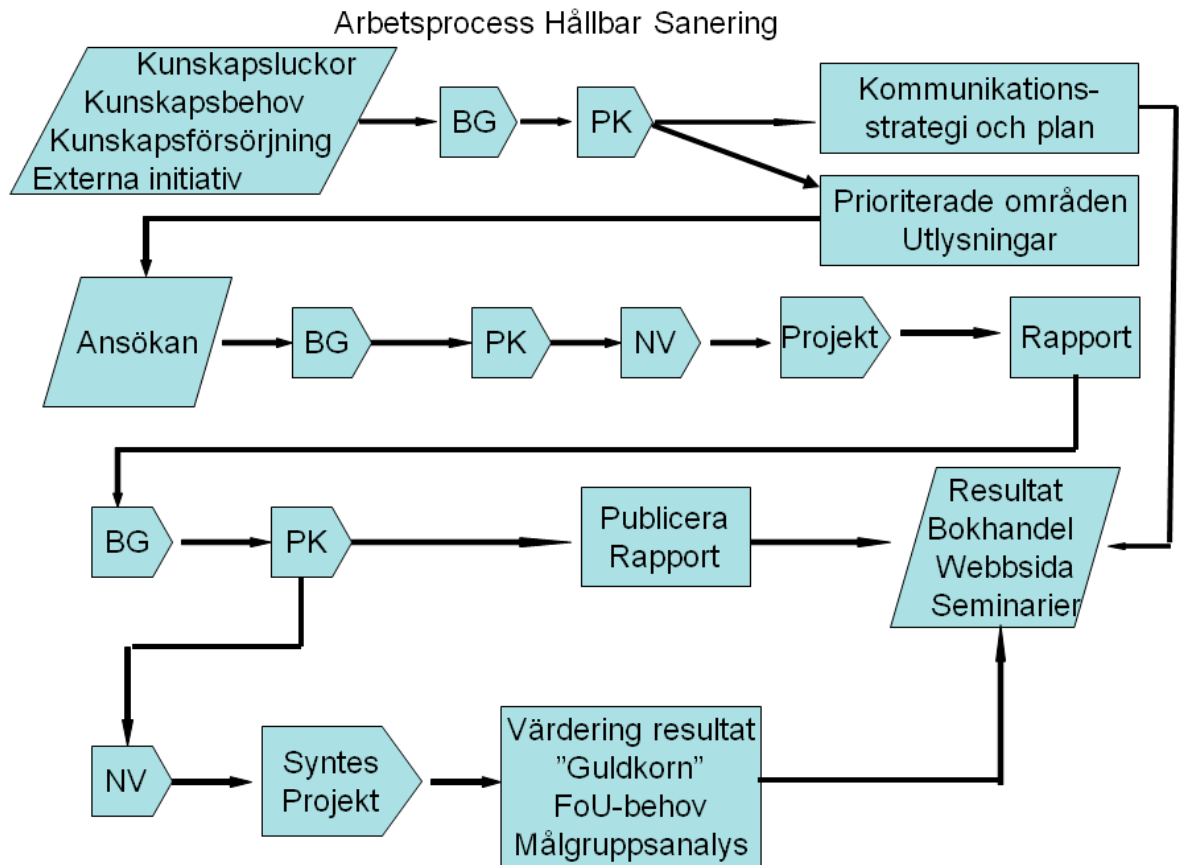 Arbetsprocess Hållbar Sanering
Kunskapsluckor
Kunskapsbehov
Kunskapsförsörjning
Externa initiativ
BG
PK
Kommunikations-
strategi och plan
Prioriterade områden
Utlysningar
Ansökan
BG
PK
NV
Projekt
Rapport
BG
PK
Publicera
Rapport
Resultat
Bokhandel
Webbsida
Seminarier
NV
Syntes
Projekt
Värdering resultat
”Guldkorn”
FoU-behov
Målgruppsanalys